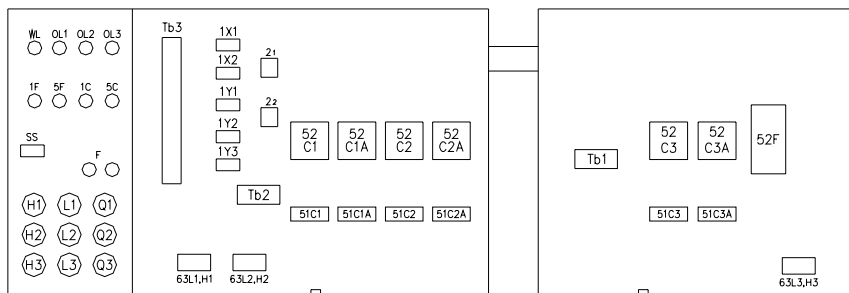 WL OL1 OL2 OL3
1F 5F 1C 5C
SS
F
H1 L1 Q1
H2 L2 Q2
H3 L3 Q3
Tb3
1X1
1X2
1Y1
1Y2
1Y3
21
22
52 C1
52 C1A
52 C2
52 C2A
Tb2
51C1 51C1A 51C2 51C2A
63L1,H1 63L2,H2
52 C3
52 C3A
52F
Tb1
51C3 51C3A
63L3,H3